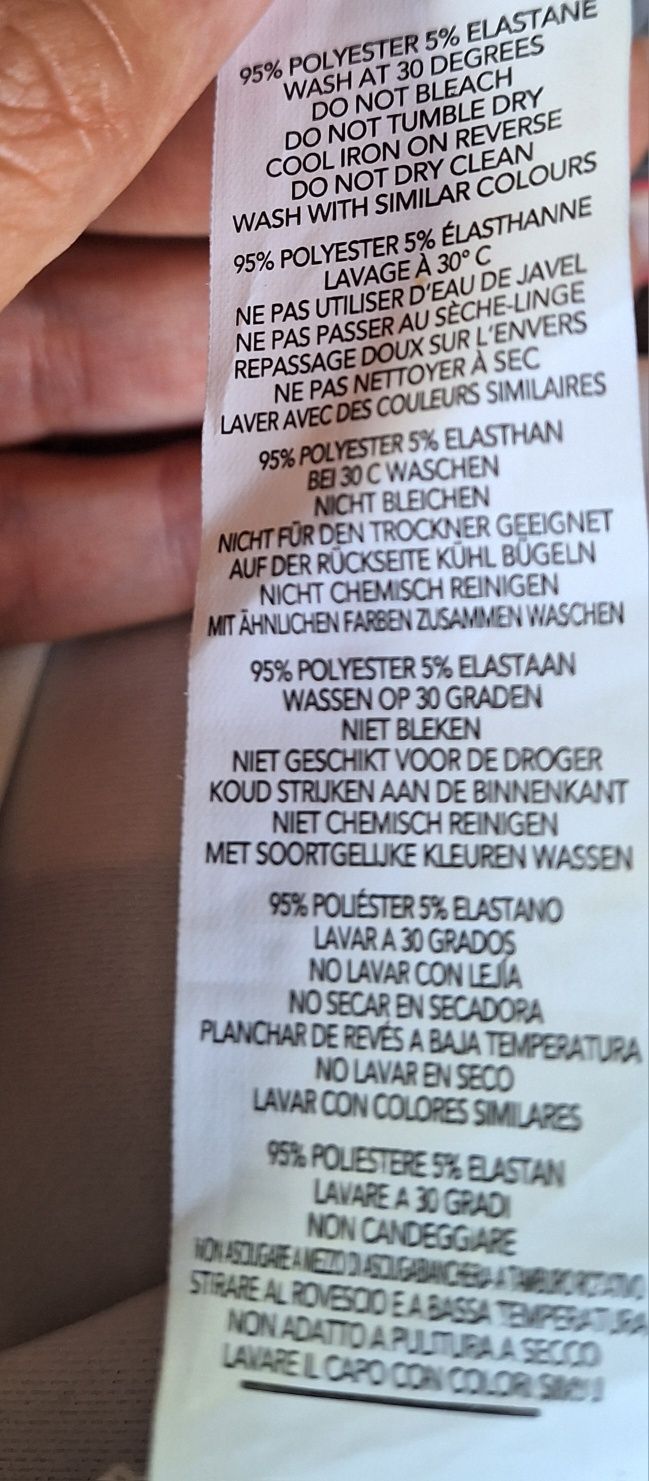 95% POLYESTER 5% ELASTANE
WASH AT 30 DEGREES
DO NOT BLEACH
DO NOT TUMBLE DRY
COOL IRON ON REVERSE
DO NOT DRY CLEAN
WASH WITH SIMILAR COLOURS
95% POLYESTER 5% ÉLASTHANNE
LAVAGE À 30° C
NE PAS UTILISER D'EAU DE JAVEL
NE PAS PASSER AU SÈCHE-LINGE
REPASSAGE DOUX SUR L'ENVERS
NE PAS NETTOYER À SEC
LAVER AVEC DES COULEURS SIMILAIRES
95% POLYESTER 5% ELASTHAN
BEI 30 C WASCHEN
NICHT BLEICHEN
NICHT FÜR DEN TROCKNER GEEIGNET
AUF DER RÜCKSEITE KÜHL BÜGELN
NICHT CHEMISCH REINIGEN
MIT ÄHNLICHEN FARBEN ZUSAMMEN WASCHEN
95% POLYESTER 5% ELASTAAN
WASSEN OP 30 GRADEN
NIET BLEKEN
NIET GESCHIKT VOOR DE DROGER
KOUD STRIJKEN AAN DE BINNENKANT
NIET CHEMISCH REINIGEN
MET SOORTGELIJKE KLEUREN WASSEN
95% POLIÉSTER 5% ELASTANO
LAVAR A 30 GRADOS
NO LAVAR CON LEJÍA
NO SECAR EN SECADORA
PLANCHAR DE REVÉS A BAJA TEMPERATURA
NO LAVAR EN SECO
LAVAR CON COLORES SIMILARES
95% POLIESTERE 5% ELASTAN
LAVARE A 30 GRADI
NON CANDEGGIARE
NON ASCIUGARE A MEZZO DI ASCIUGABIANCHERIA A TAMBURO ROTATIVO
STIRARE AL ROVESCIO E A BASSA TEMPERATURA
NON ADATTO A PULITURA A SECCO
LAVARE IL CAPO CON COLORI